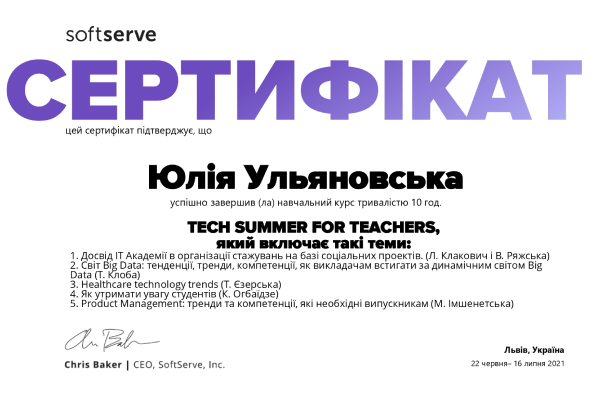 softserve
СЕРТИФІКАТ
цей сертифікат підтверджує, що
Юлія Ульяновська
успішно завершив (ла) навчальний курс тривалістю 10 год.
TECH SUMMER FOR TEACHERS,
який включає такі теми:
1. Досвід ІТ Академії в організації стажувань на базі соціальних проектів. (Л. Клакович і В. Ряжська)
2. Світ Big Data: тенденції, тренди, компетенції, як викладачам встигати за динамічним світом Big
Data (Т. Клоба)
3. Healthcare technology trends (Т. Єзерська)
4. Як утримати увагу студентів (К. Огбаідзе)
5. Product Management: тренди та компетенції, які необхідні випускникам (М. Імшенетська)
Chris Baker | CEO, SoftServe, Inc.
Львів, Україна
22 червня– 16 липня 2021